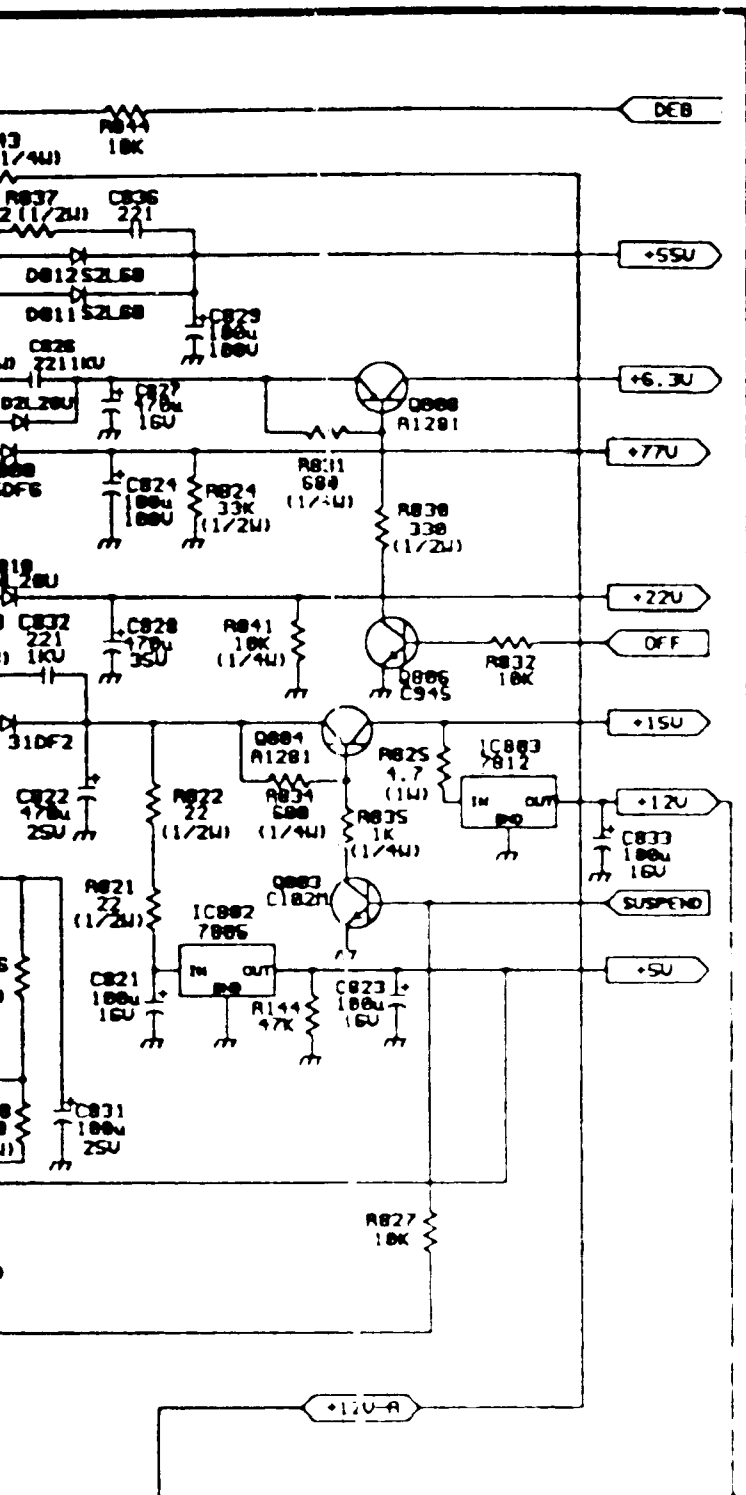 DEB
R844
10K
1/4W)
R837
2(1/2W)
C836
221
+55V
D812 S2L60
D811 S2L60
C829
100u
100V
C826
2211KV
C827
470u
16V
Q808
A1281
+6.3V
D2L20U
R831
680
(1/4W)
+77V
C824
100u
100V
R824
33K
(1/2W)
R830
330
(1/2W)
+22V
C832
221
1KV
C828
470u
35V
R841
10K
(1/4W)
OFF
R832
10K
Q806
C945
+15V
31DF2
Q804
A1281
R825
4.7
(1W)
IC803
7812
IN
OUT
GND
+12V
C822
470u
25V
R822
22
(1/2W)
R834
680
(1/4W)
R835
1K
(1/4W)
C833
100u
16V
R821
22
(1/2W)
Q803
C102M
SUSPEND
IC802
7805
IN
OUT
GND
+5V
C821
100u
16V
R144
47K
C823
100u
16V
C831
100u
25V
R827
10K
+12V-A